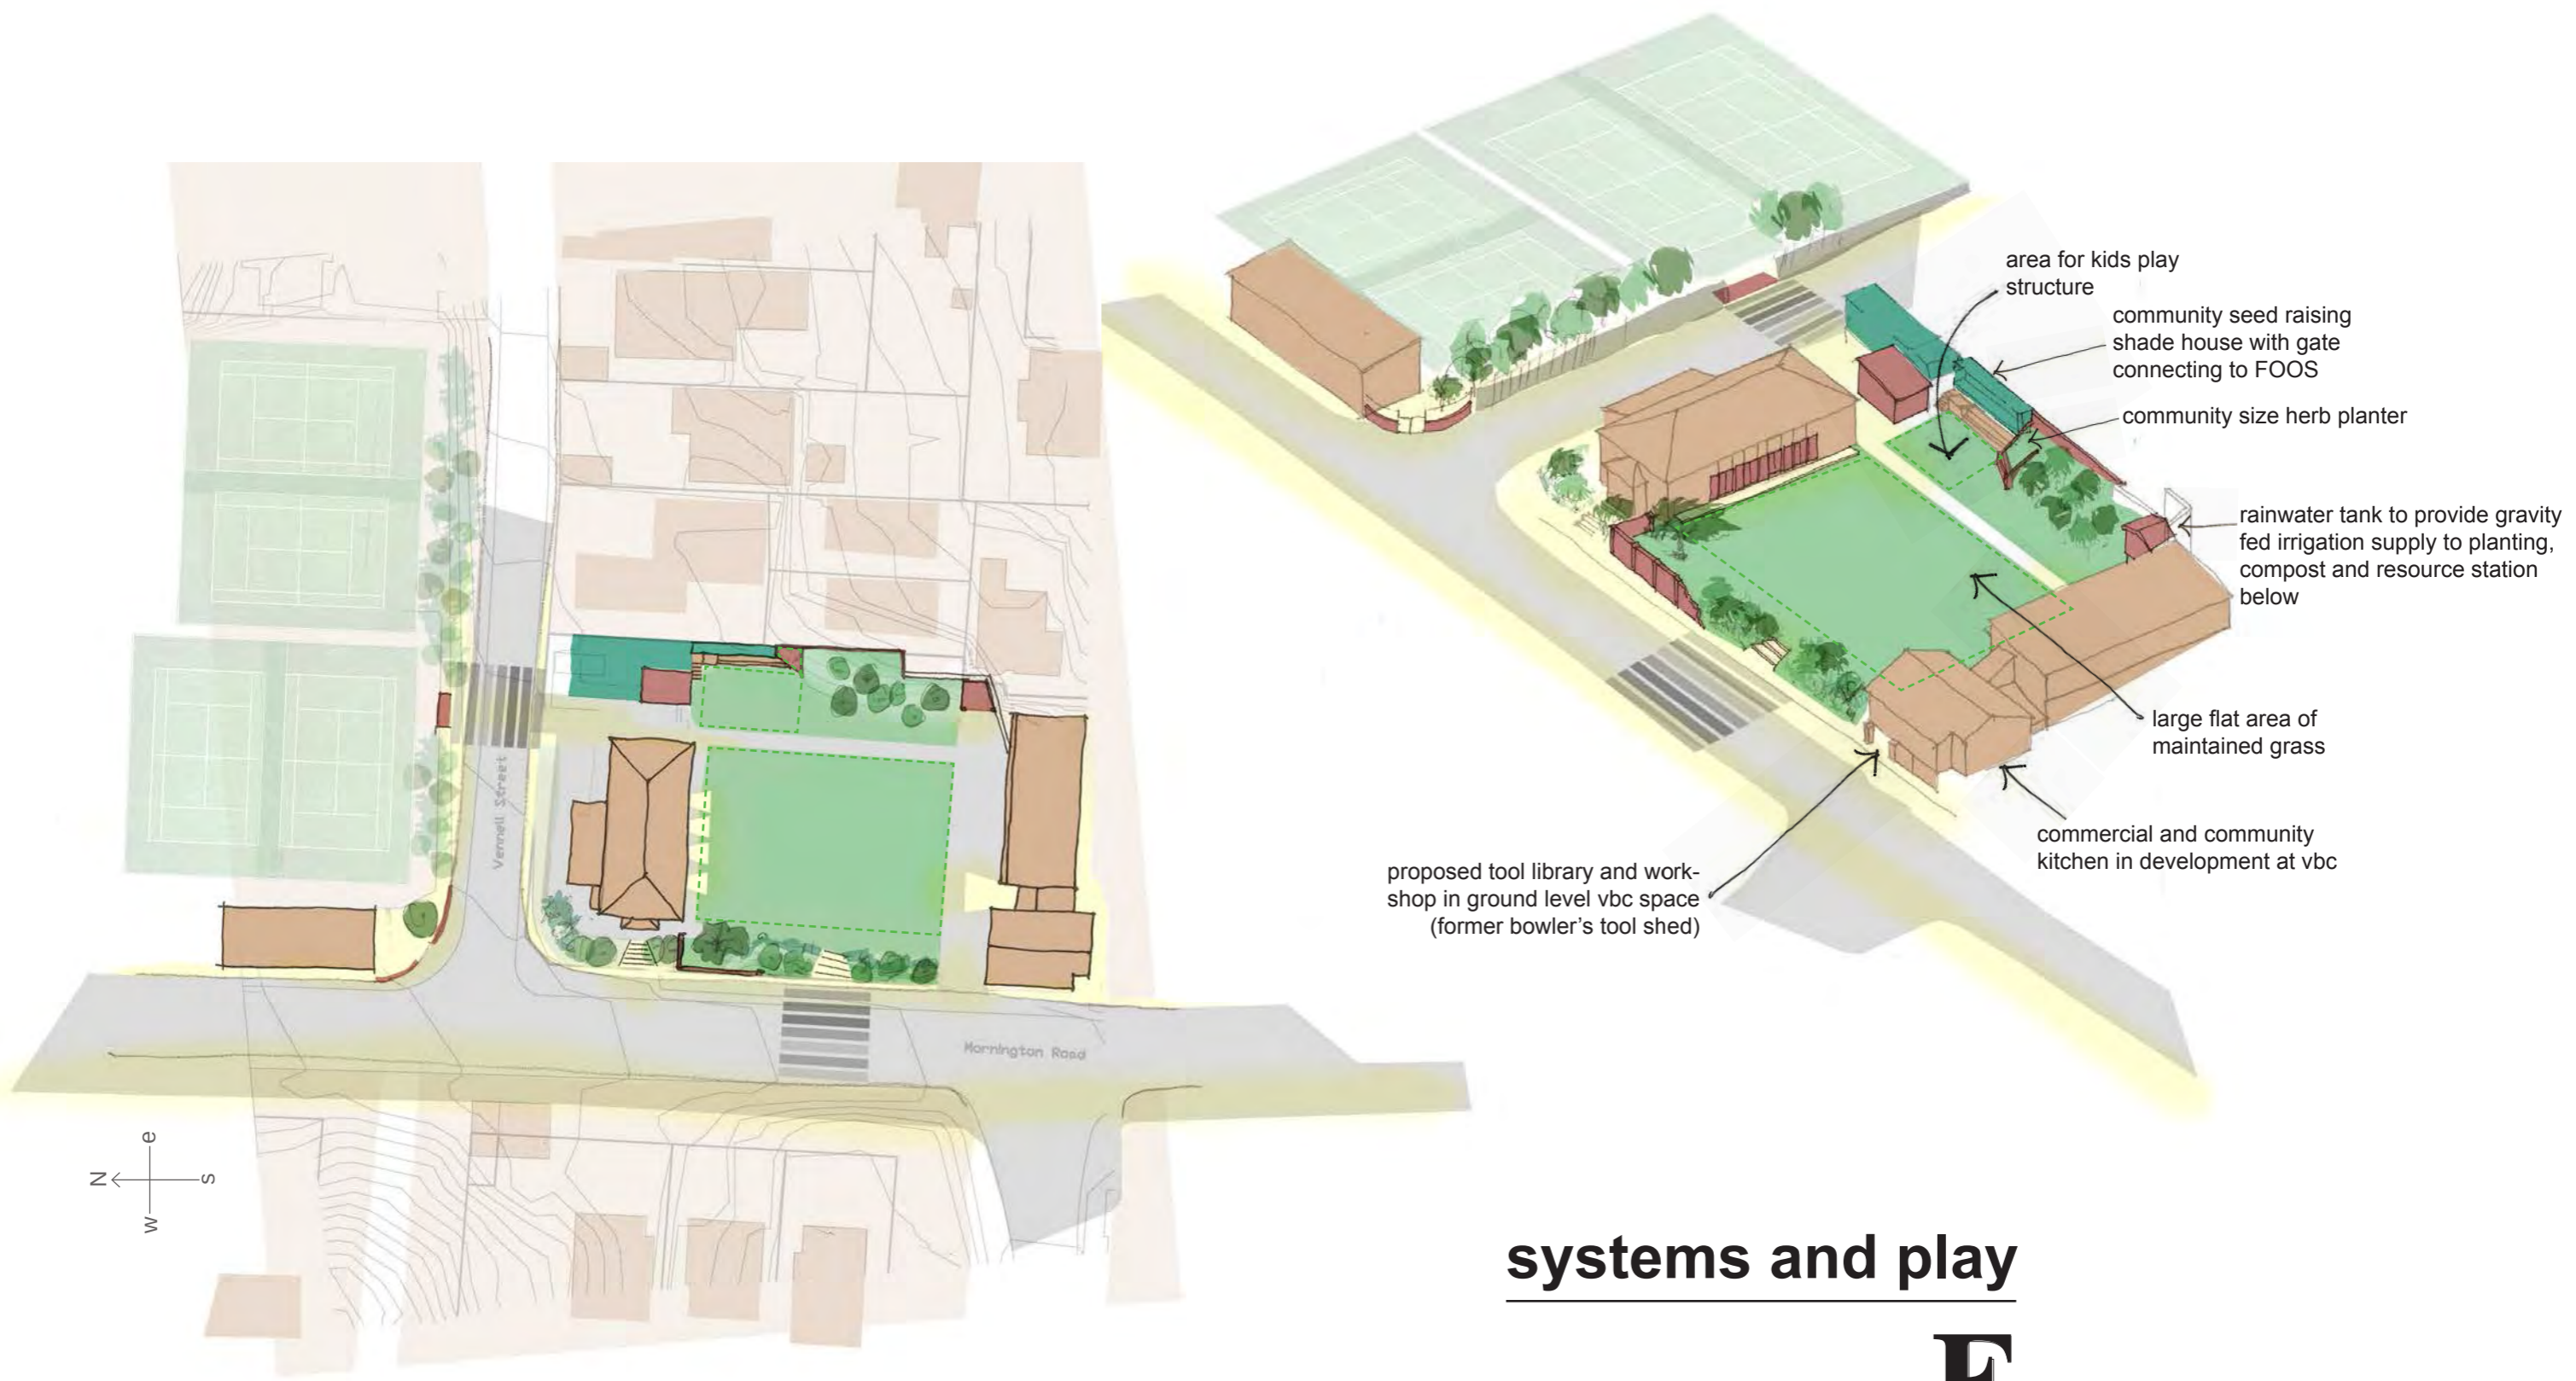 area for kids play
structure
community seed raising
shade house with gate
connecting to FOOS
community size herb planter
rainwater tank to provide gravity
fed irrigation supply to planting,
compost and resource station
below
large flat area of
maintained grass
commercial and community
kitchen in development at vbc
proposed tool library and work-
shop in ground level vbc space
(former bowler's tool shed)
Vennell Street
Mornington Road
e
N
s
w
systems and play